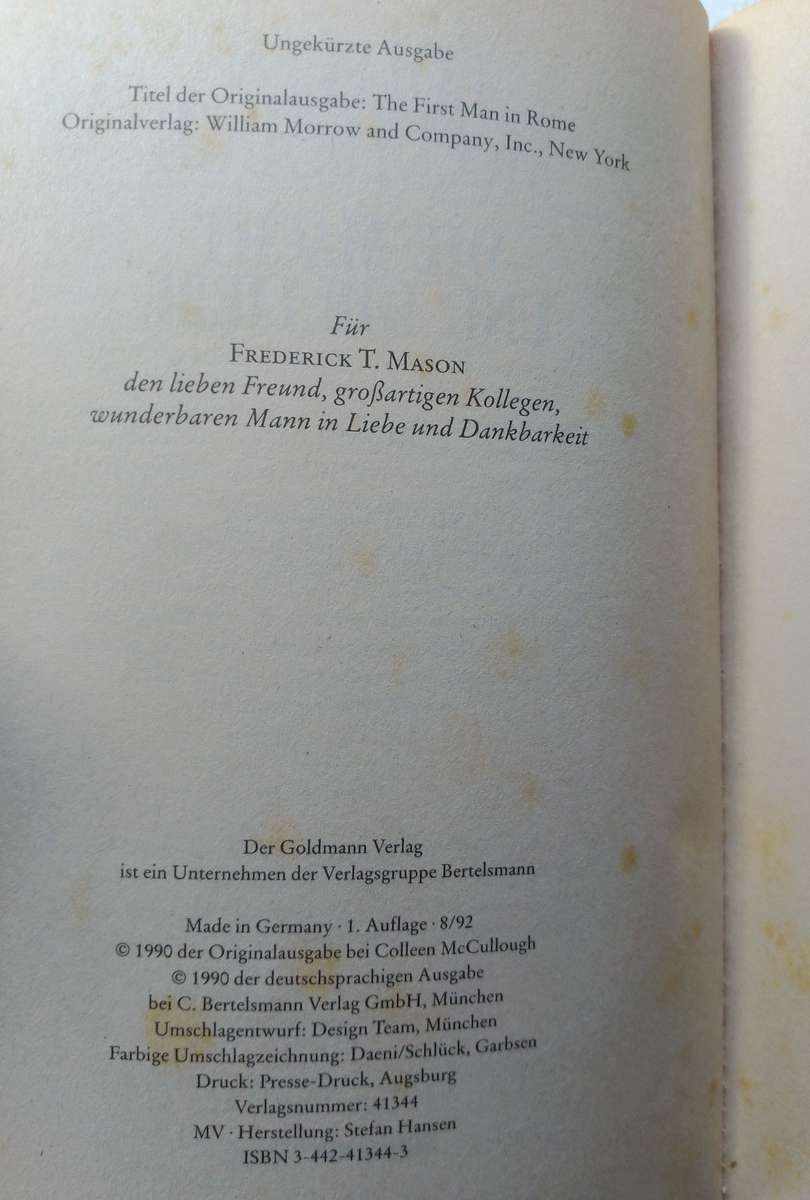 Ungekürzte Ausgabe
Titel der Originalausgabe: The First Man in Rome
Originalverlag: William Morrow and Company, Inc., New York
Für
FREDERICK T. MASON
den lieben Freund, großartigen Kollegen,
wunderbaren Mann in Liebe und Dankbarkeit
Der Goldmann Verlag
ist ein Unternehmen der Verlagsgruppe Bertelsmann
Made in Germany · 1. Auflage · 8/92
© 1990 der Originalausgabe bei Colleen McCullough
© 1990 der deutschsprachigen Ausgabe
bei C. Bertelsmann Verlag GmbH, München
Umschlagentwurf: Design Team, München
Farbige Umschlagzeichnung: Daeni/Schlück, Garbsen
Druck: Presse-Druck, Augsburg
Verlagsnummer: 41344
MV · Herstellung: Stefan Hansen
ISBN 3-442-41344-3